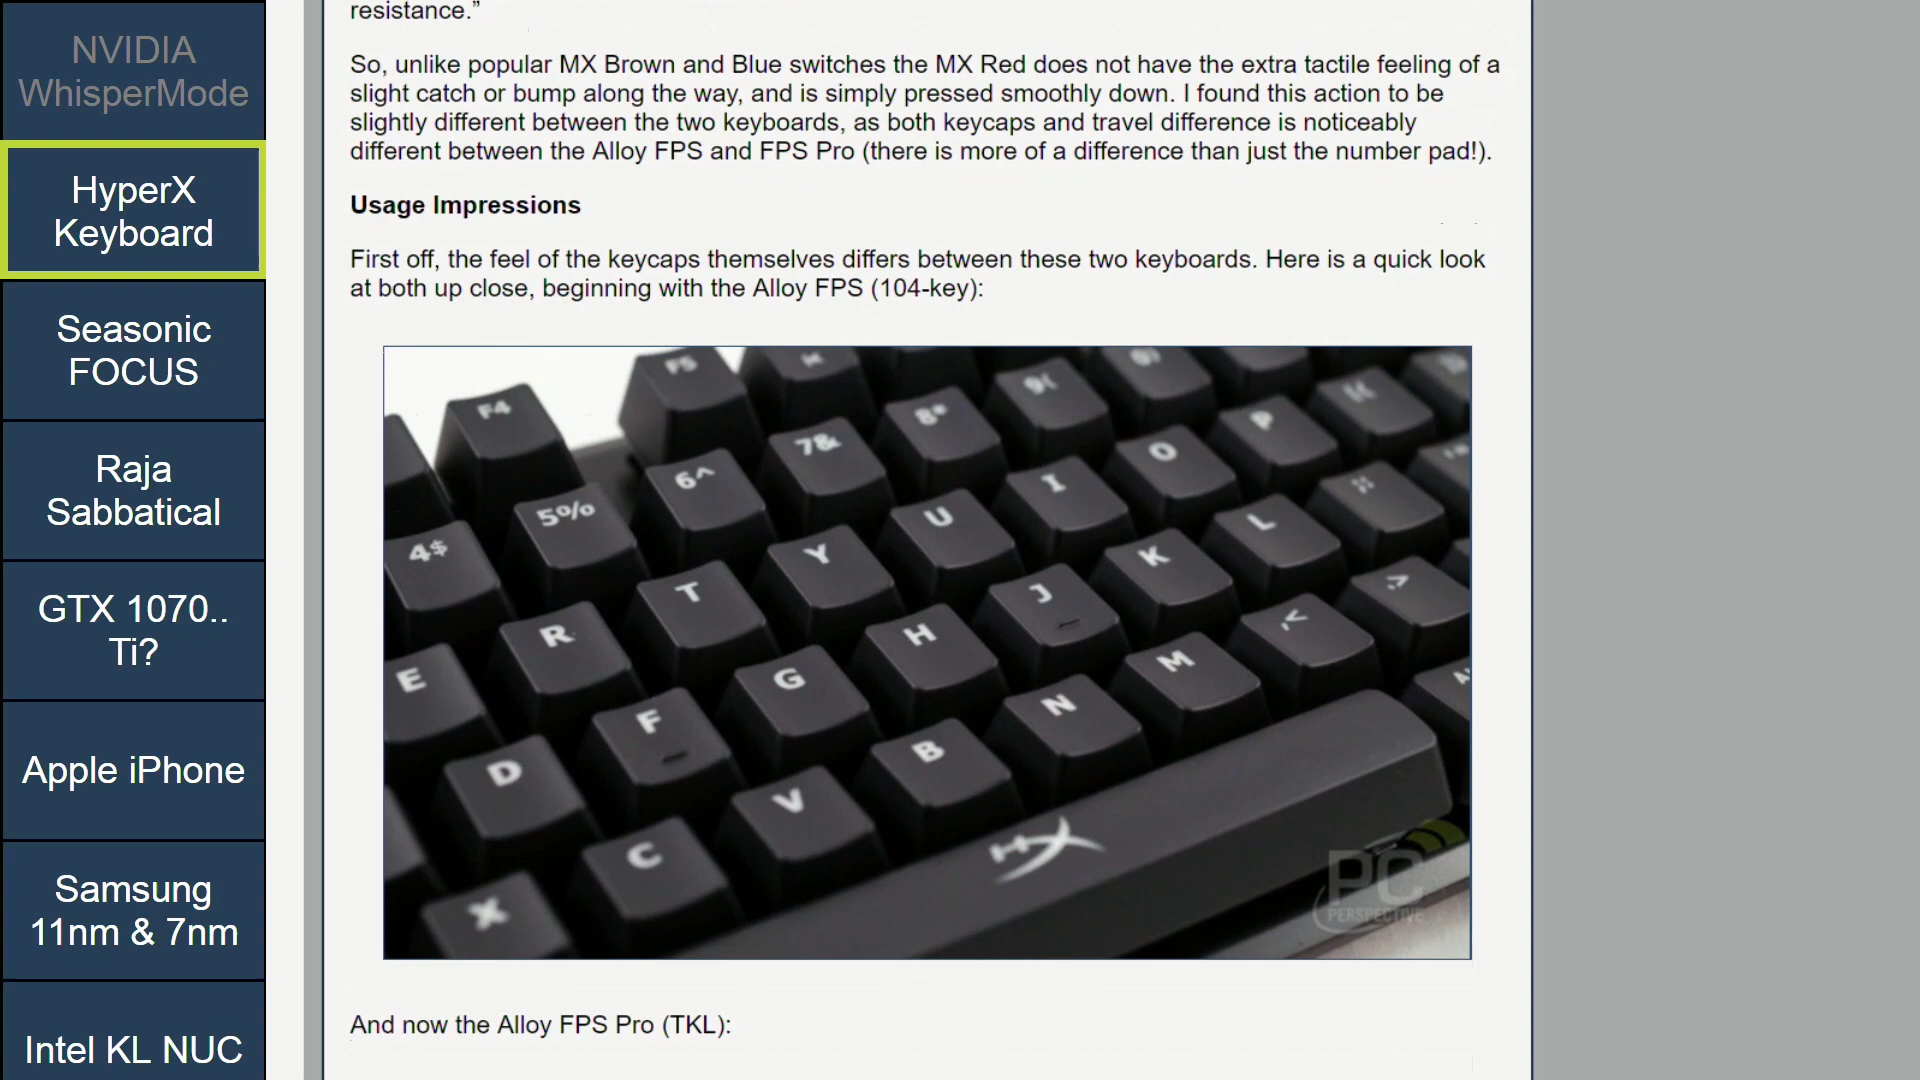 NVIDIA
WhisperMode
HyperX
Keyboard
Seasonic
FOCUS
Raja
Sabbatical
GTX 1070..
Ti?
Apple iPhone
Samsung
11nm & 7nm
Intel KL NUC
resistance.”
So, unlike popular MX Brown and Blue switches the MX Red does not have the extra tactile feeling of a
slight catch or bump along the way, and is simply pressed smoothly down. I found this action to be
slightly different between the two keyboards, as both keycaps and travel difference is noticeably
different between the Alloy FPS and FPS Pro (there is more of a difference than just the number pad!).
Usage Impressions
First off, the feel of the keycaps themselves differs between these two keyboards. Here is a quick look
at both up close, beginning with the Alloy FPS (104-key):
F4 F5
4$ 5% 6^ 7& 8* 9( 0)
E R T Y U I O P
D F G H J K L
X C V B N M ,<
HX
PC
PERSPECTIVE
And now the Alloy FPS Pro (TKL):